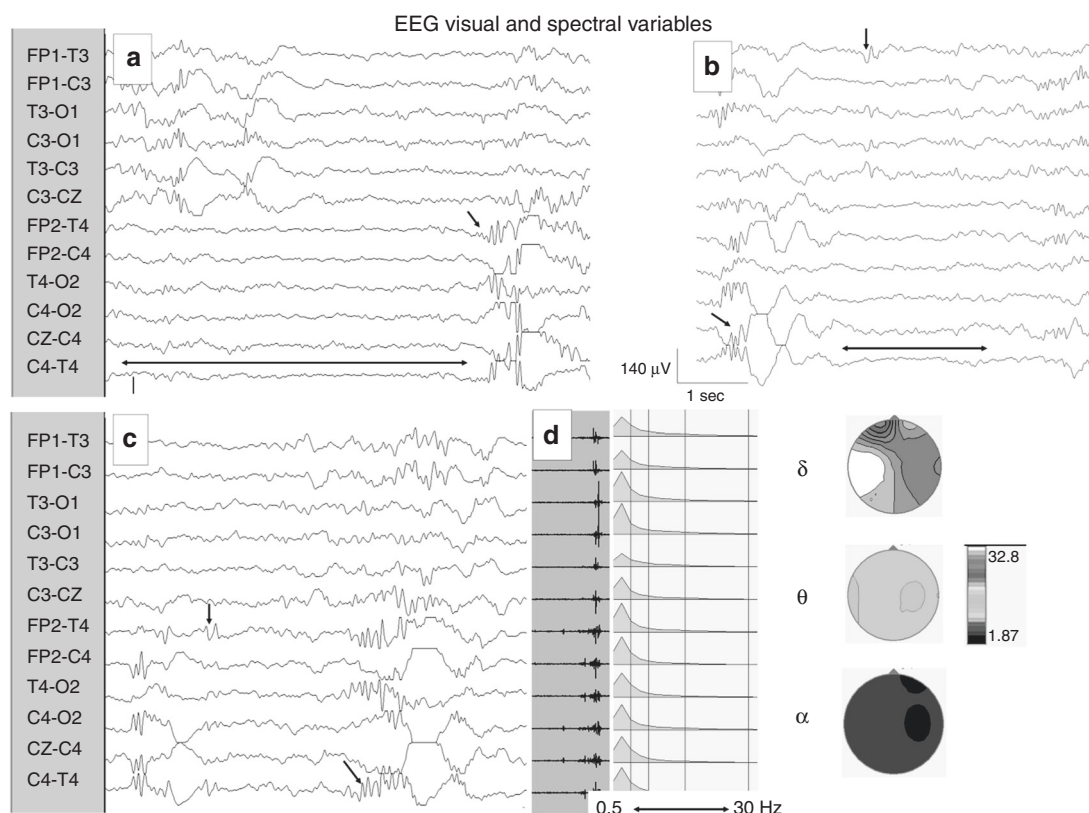 EEG visual and spectral variables
a
FP1-T3
FP1-C3
T3-O1
C3-O1
T3-C3
C3-CZ
FP2-T4
FP2-C4
T4-O2
C4-O2
CZ-C4
C4-T4
b
140 μV
1 sec
c
FP1-T3
FP1-C3
T3-O1
C3-O1
T3-C3
C3-CZ
FP2-T4
FP2-C4
T4-O2
C4-O2
CZ-C4
C4-T4
d
0.5 30 Hz
δ
θ
32.8
1.87
α